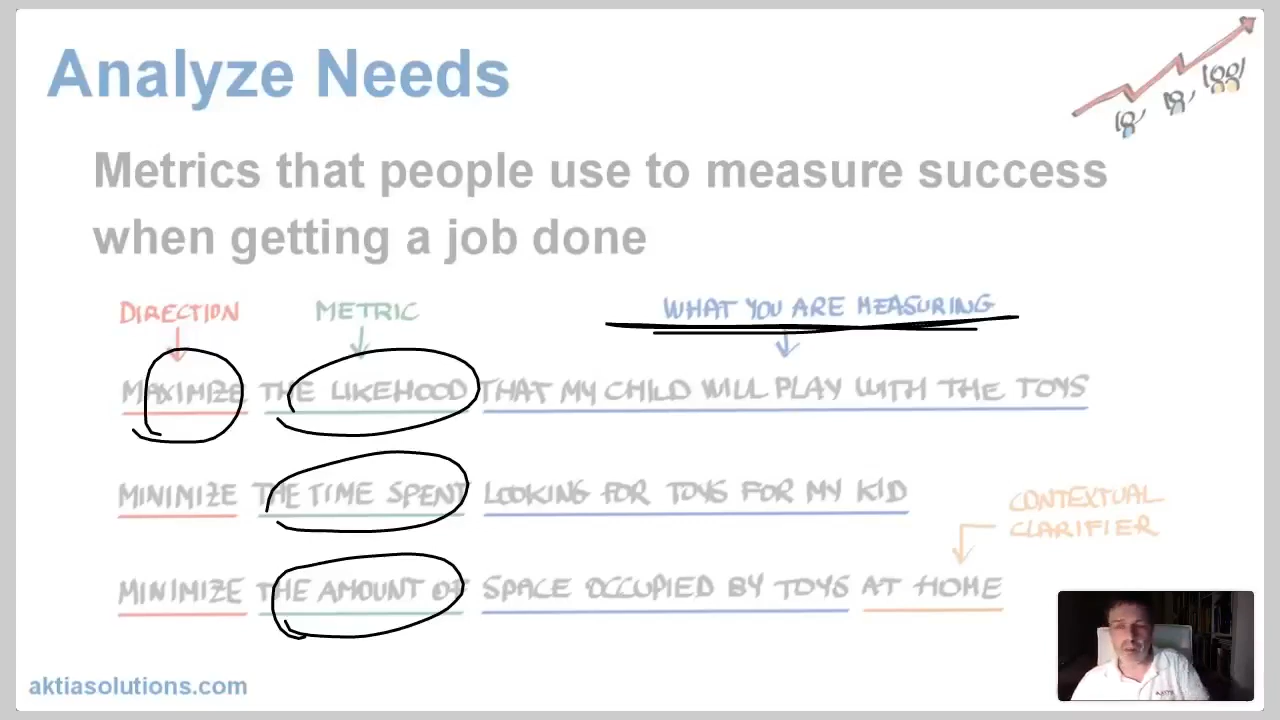 Analyze Needs
Metrics that people use to measure success
when getting a job done
DIRECTION METRIC WHAT YOU ARE MEASURING
MAXIMIZE THE LIKEHOOD THAT MY CHILD WILL PLAY WITH THE TOYS
MINIMIZE THE TIME SPENT LOOKING FOR TOYS FOR MY KID
CONTEXTUAL
CLARIFIER
MINIMIZE THE AMOUNT OF SPACE OCCUPIED BY TOYS AT HOME
aktiasolutions.com